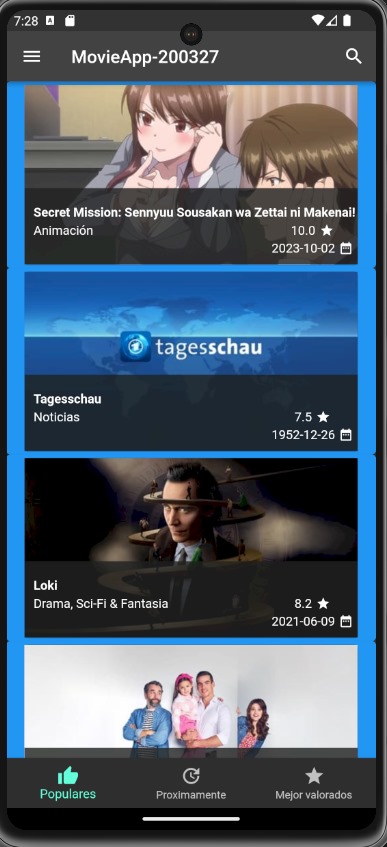 7:28
MovieApp-200327
Secret Mission: Sennyuu Sousakan wa Zettai ni Makenai!
Animación
10.0
2023-10-02
tagesschau
Tagesschau
Noticias
7.5
1952-12-26
Loki
Drama, Sci-Fi & Fantasia
8.2
2021-06-09
Populares
Proximamente
Mejor valorados